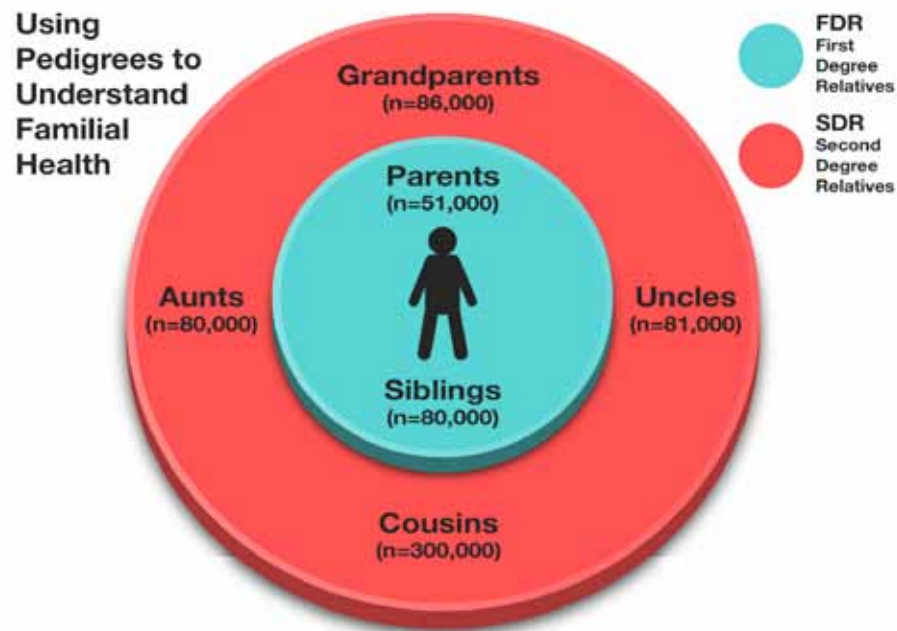 Using
Pedigrees to
Understand
Familial
Health
Grandparents
(n=86,000)
Parents
(n=51,000)
Aunts
(n=80,000)
Uncles
(n=81,000)
Siblings
(n=80,000)
Cousins
(n=300,000)
FDR
First
Degree
Relatives
SDR
Second
Degree
Relatives